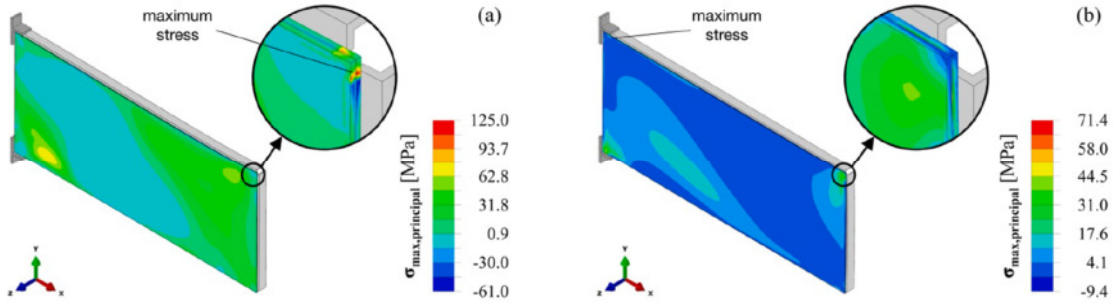 maximum
stress
(a)
σmax,principal [MPa]
125.0
93.7
62.8
31.8
0.9
-30.0
-61.0
Y
Z
X
maximum
stress
(b)
σmax,principal [MPa]
71.4
58.0
44.5
31.0
17.6
4.1
-9.4
Y
Z
X